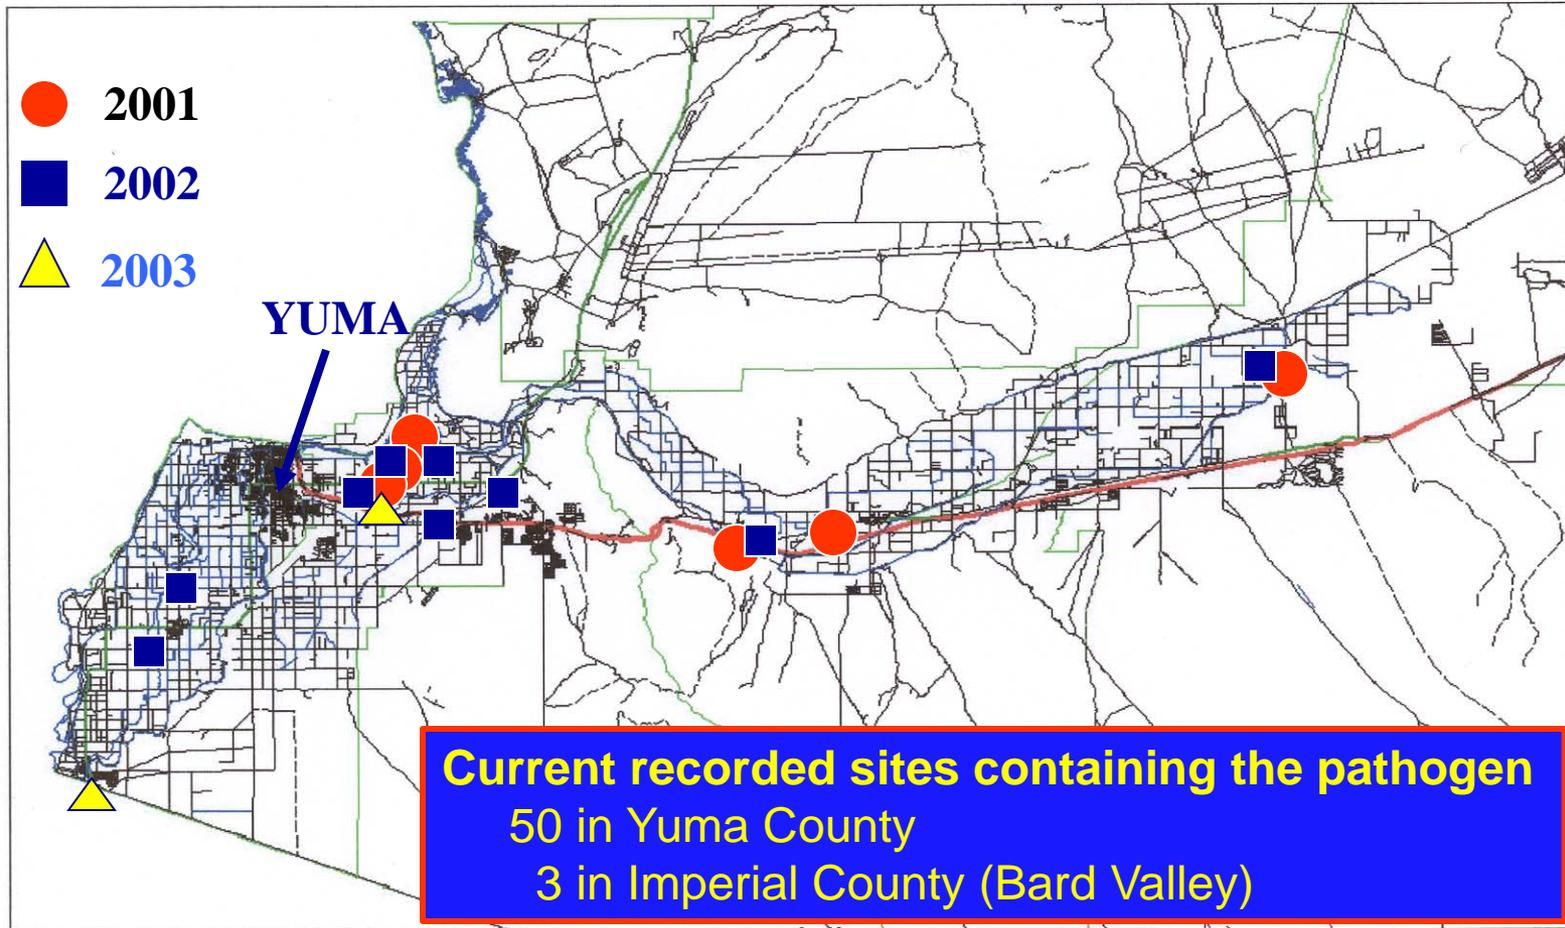 2001
2002
2003
YUMA
Current recorded sites containing the pathogen
50 in Yuma County
3 in Imperial County (Bard Valley)